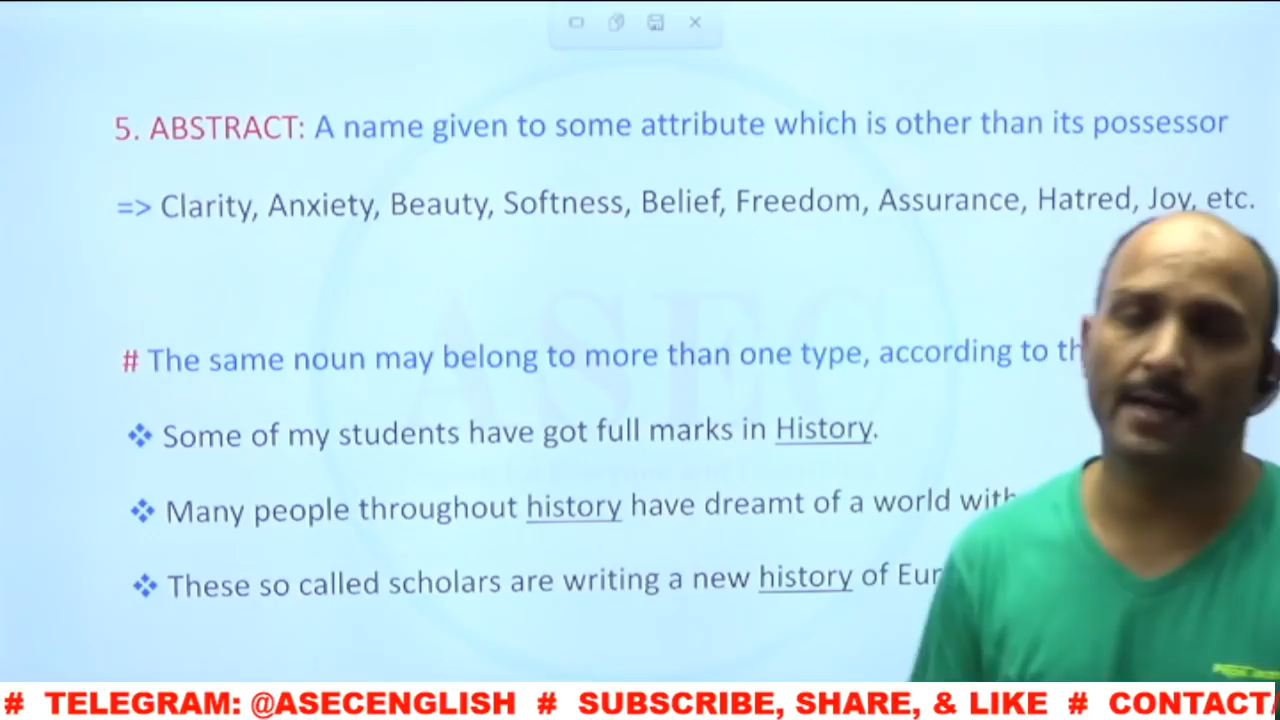 5. ABSTRACT: A name given to some attribute which is other than its possessor
=> Clarity, Anxiety, Beauty, Softness, Belief, Freedom, Assurance, Hatred, Joy, etc.
ASEC
# The same noun may belong to more than one type, according to
❖ Some of my students have got full marks in History.
❖ Many people throughout history have dreamt of a world
❖ These so called scholars are writing a new history of
# TELEGRAM: @ASECENGLISH # SUBSCRIBE, SHARE, & LIKE # CONTACT